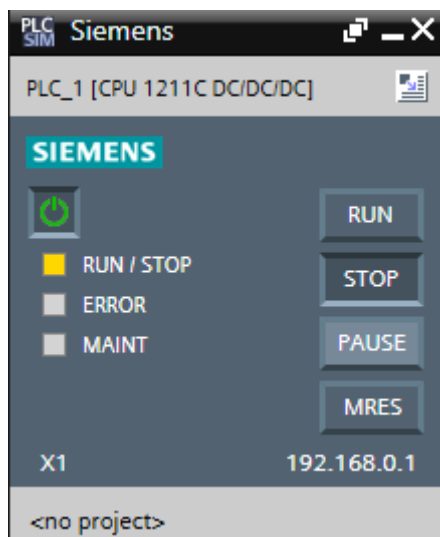 PLC SIM Siemens
PLC_1 [CPU 1211C DC/DC/DC]
SIEMENS
RUN
RUN / STOP
STOP
ERROR
MAINT
PAUSE
MRES
X1 192.168.0.1
<no project>